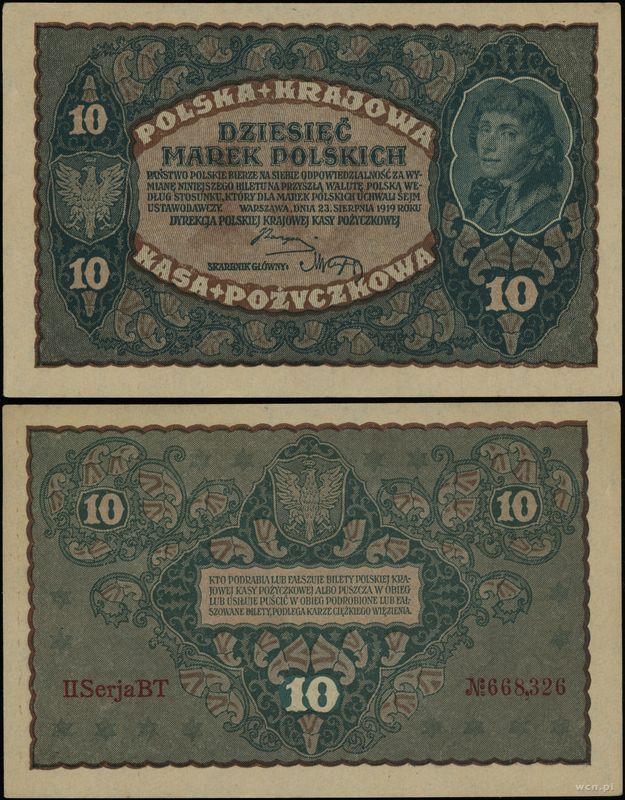 POLSKA+KRAJOWA
10
DZIESIĘĆ
MAREK POLSKICH
PAŃSTWO POLSKIE BIERZE NA SIEBIE ODPOWIEDZIALNOŚĆ ZA WY-
MIANĘ NINIEJSZEGO BILETU NA PRZYSZŁĄ WALUTĘ POLSKĄ WE-
DŁUG STOSUNKU, KTÓRY DLA MAREK POLSKICH UCHWALI SEJM
USTAWODAWCZY. WARSZAWA, DNIA 23. SIERPNIA 1919 ROKU
DYREKCJA POLSKIEJ KRAJOWEJ KASY POŻYCZKOWEJ
SKARBNIK GŁÓWNY:
10
10
KASA+POŻYCZKOWA
10
10
KTO PODRABIA LUB FAŁSZUJE BILETY POLSKIEJ KRA-
JOWEJ KASY POŻYCZKOWEJ ALBO PUSZCZA W OBIEG
LUB USIŁUJE PUŚCIĆ W OBIEG PODROBIONE LUB FAŁ-
SZOWANE BILETY, PODLEGA KARZE CIĘŻKIEGO WIĘZIENIA.
II Serja BT
10
№ 668,326
wcn.pl